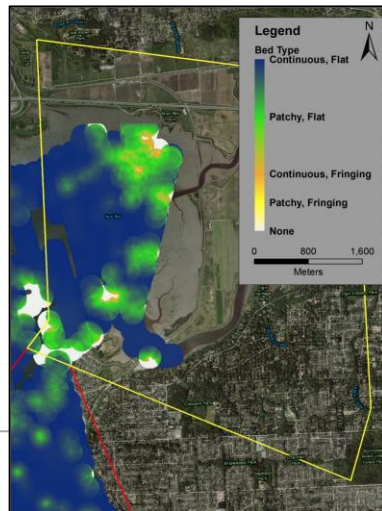 Legend
N
Bed Type
Continuous, Flat
Patchy, Flat
Continuous, Fringing
Patchy, Fringing
None
0 800 1,600
Meters